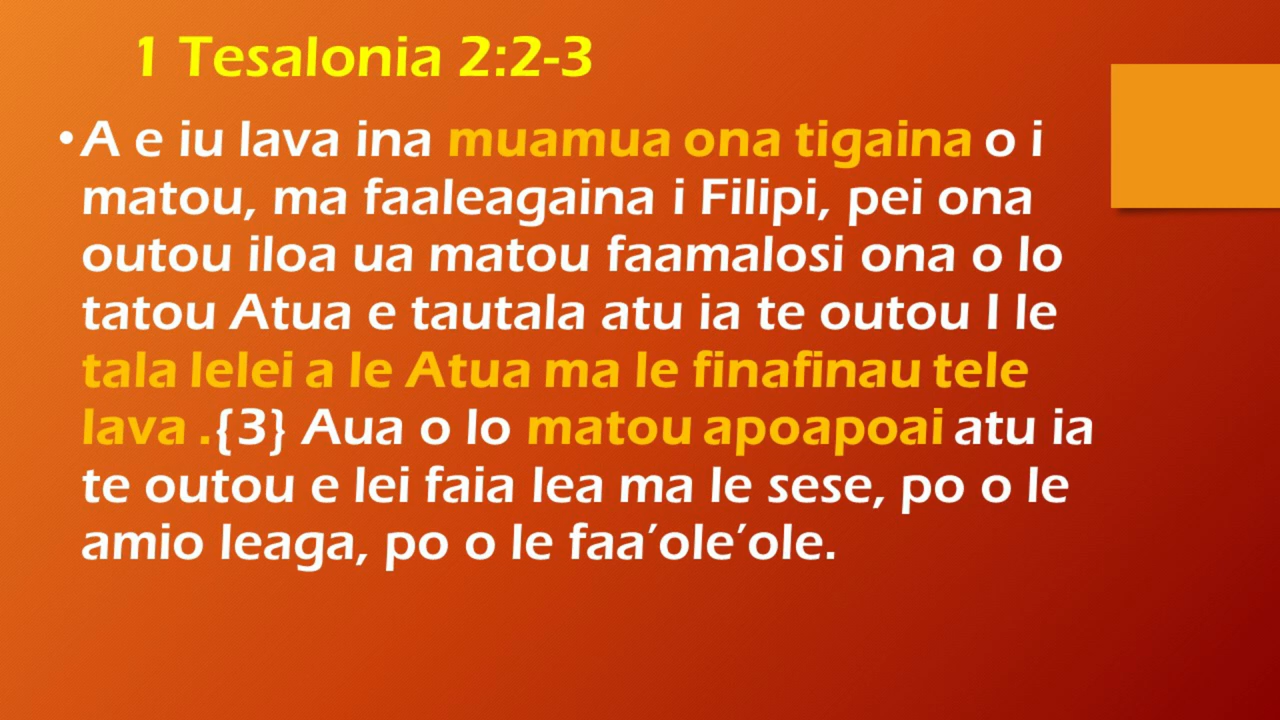 1 Tesalonia 2:2-3
•A e iu lava ina muamua ona tigaina o i
matou, ma faaleagaina i Filipi, pei ona
outou iloa ua matou faamalosi ona o lo
tatou Atua e tautala atu ia te outou I le
tala lelei a le Atua ma le finafinau tele
lava .{3} Aua o lo matou apoapoai atu ia
te outou e lei faia lea ma le sese, po o le
amio leaga, po o le faa’ole’ole.